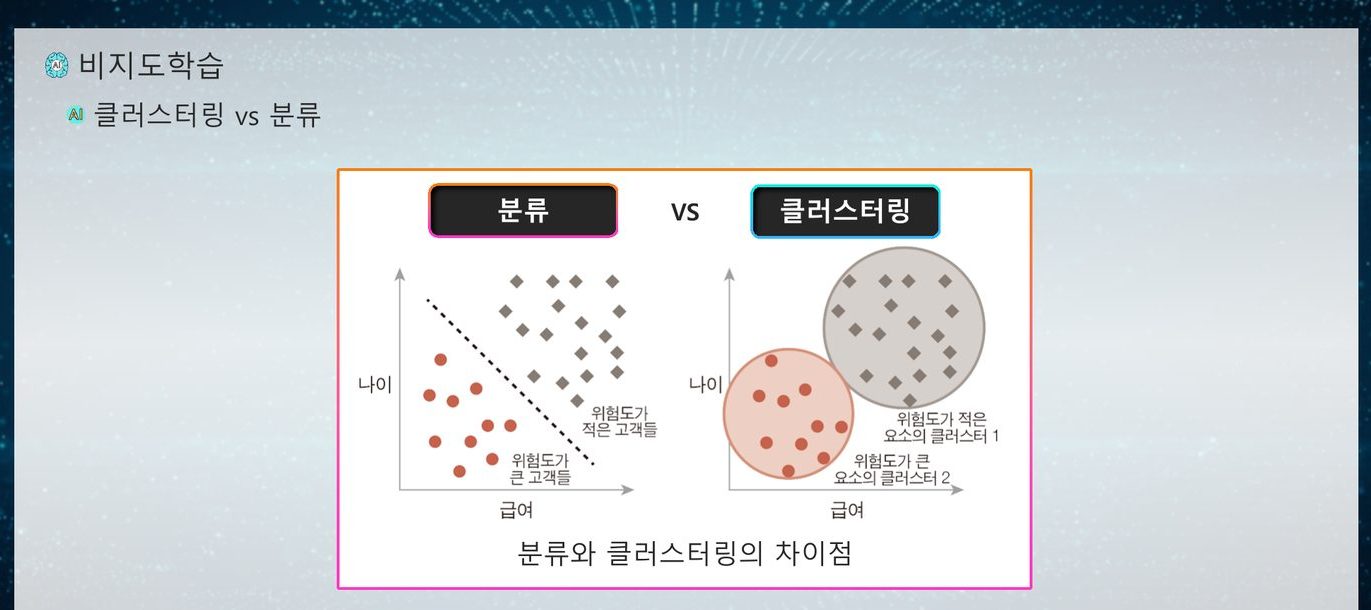 AI 비지도학습
AI 클러스터링 vs 분류
분류 VS 클러스터링
나이
위험도가
적은 고객들
위험도가
큰 고객들
급여
나이
위험도가 적은
요소의 클러스터 1
위험도가 큰
요소의 클러스터 2
급여
분류와 클러스터링의 차이점